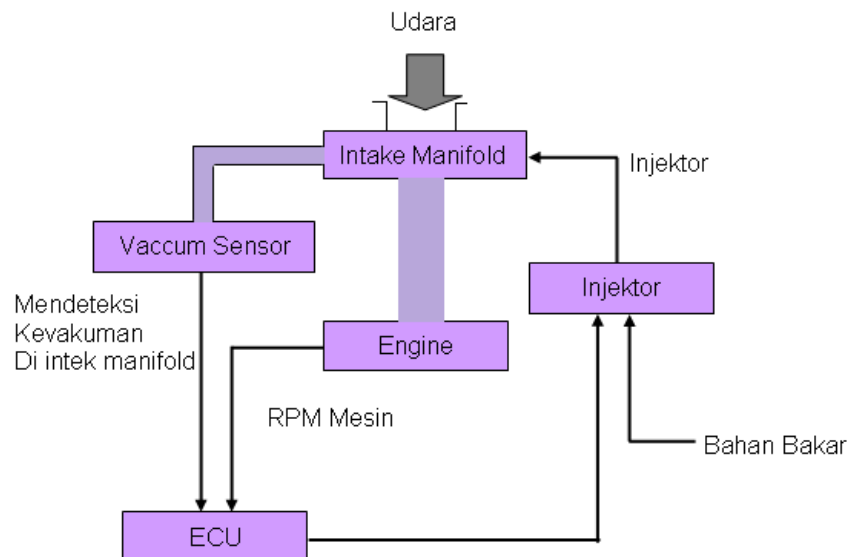 Udara
Intake Manifold
Injektor
Vaccum Sensor
Injektor
Mendeteksi
Kevakuman
Di intek manifold
Engine
RPM Mesin
Bahan Bakar
ECU